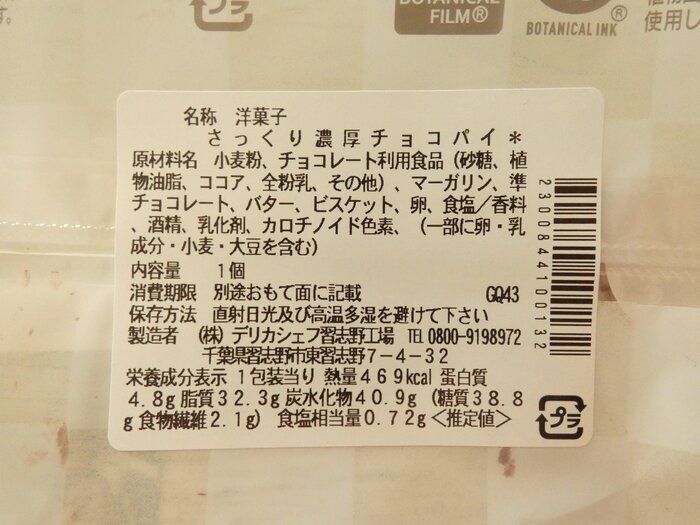 す。
プラ
BOTANICAL
FILM®
BOTANICAL INK®
使用し
名称 洋菓子
さっくり濃厚チョコパイ＊
原材料名 小麦粉、チョコレート利用食品（砂糖、植
物油脂、ココア、全粉乳、その他）、マーガリン、準
チョコレート、バター、ビスケット、卵、食塩／香料
、酒精、乳化剤、カロチノイド色素、（一部に卵・乳
成分・小麦・大豆を含む）
内容量 1個
消費期限 別途おもて面に記載 GQ43
保存方法 直射日光及び高温多湿を避けて下さい
製造者 （株）デリカシェフ習志野工場 TEL 0800-9198972
千葉県習志野市東習志野7-4-32
栄養成分表示 1包装当り 熱量469kcal 蛋白質
4.8g 脂質32.3g 炭水化物40.9g（糖質38.8
g 食物繊維2.1g） 食塩相当量0.72g＜推定値＞
2300844100132
プラ